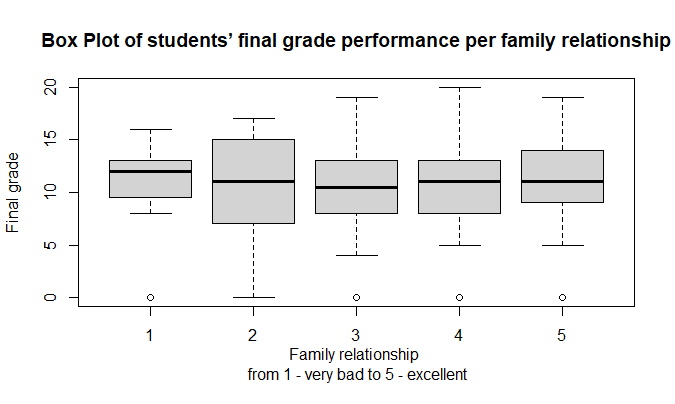 Box Plot of students’ final grade performance per family relationship
Final grade
20
15
10
5
0
1 2 3 4 5
Family relationship
from 1 - very bad to 5 - excellent